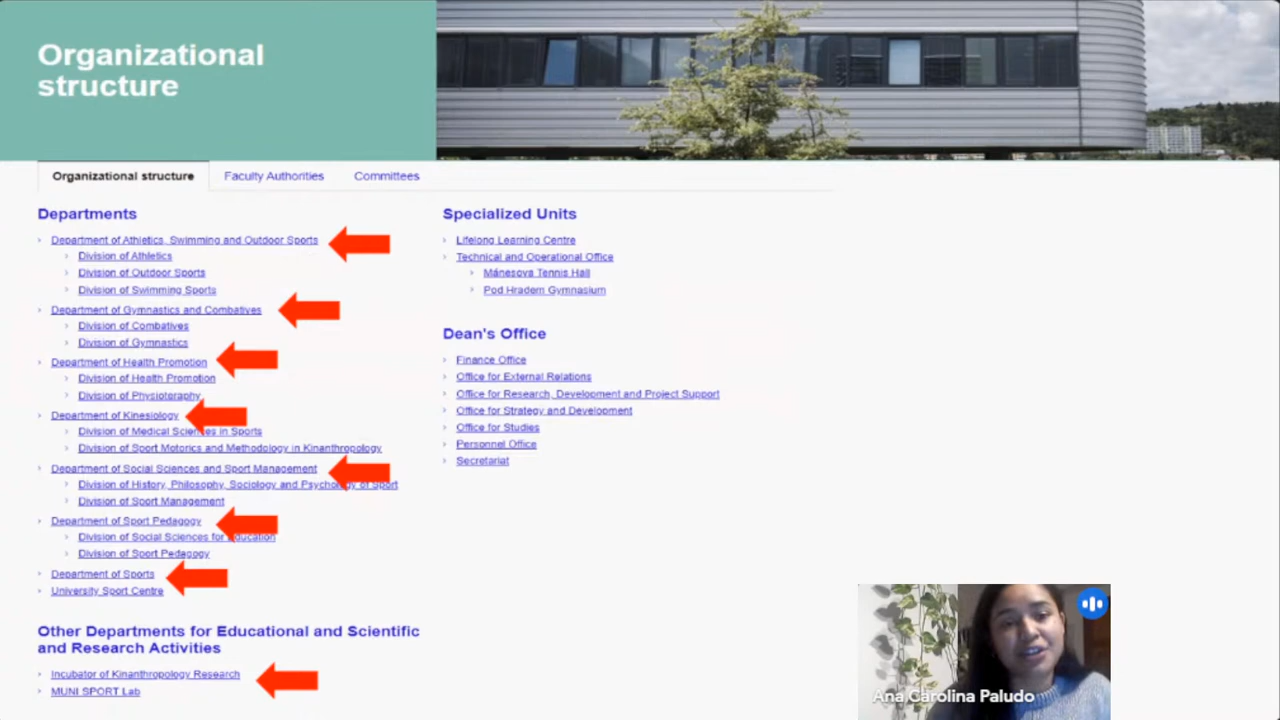 Organizational
structure
Organizational structure
Faculty Authorities
Committees
Departments
Department of Athletics, Swimming and Outdoor Sports
Division of Athletics
Division of Outdoor Sports
Division of Swimming Sports
Department of Gymnastics and Combatives
Division of Combatives
Division of Gymnastics
Department of Health Promotion
Division of Health Promotion
Division of Physioteraphy
Department of Kinesiology
Division of Medical Sciences in Sports
Division of Sport Motorics and Methodology in Kinanthropology
Department of Social Sciences and Sport Management
Division of History, Philosophy, Sociology and Psychology of Sport
Division of Sport Management
Department of Sport Pedagogy
Division of Social Sciences for Education
Division of Sport Pedagogy
Department of Sports
University Sport Centre
Other Departments for Educational and Scientific
and Research Activities
Incubator of Kinanthropology Research
MUNI SPORT Lab
Specialized Units
Lifelong Learning Centre
Technical and Operational Office
Mánesova Tennis Hall
Pod Hradem Gymnasium
Dean's Office
Finance Office
Office for External Relations
Office for Research, Development and Project Support
Office for Strategy and Development
Office for Studies
Personnel Office
Secretariat
Ana Carolina Paludo